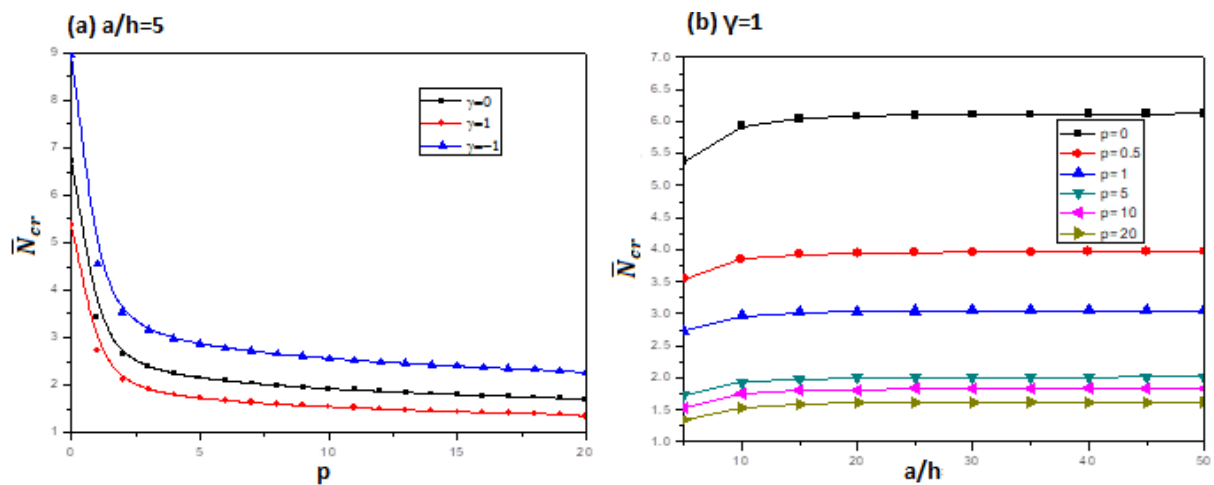 (a) a/h=5
9
8
7
6
5
4
3
2
1
0
5
10
15
20
N̄cr
p
γ=0
γ=1
γ=−1
(b) γ=1
7.0
6.5
6.0
5.5
5.0
4.5
4.0
3.5
3.0
2.5
2.0
1.5
1.0
10
20
30
40
50
N̄cr
a/h
p=0
p=0.5
p=1
p=5
p=10
p=20